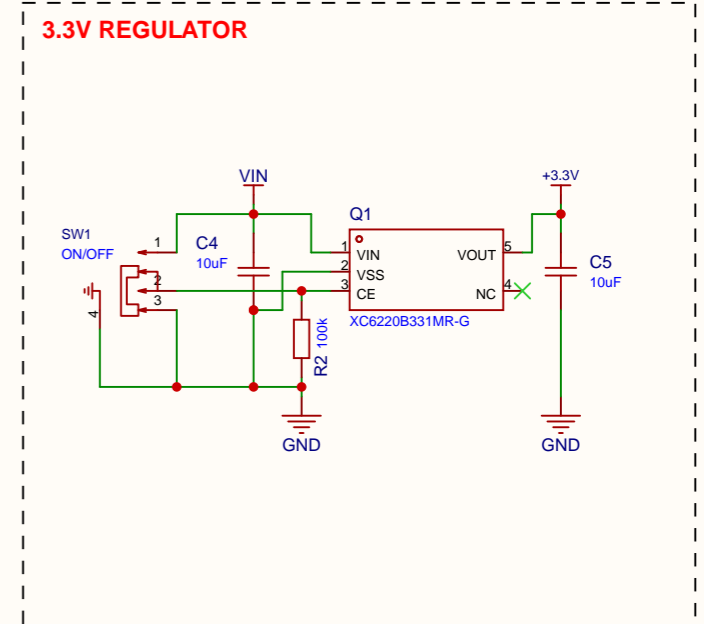 3.3V REGULATOR
VIN
+3.3V
Q1
SW1
ON/OFF
1
2
3
4
C4
10uF
1
2
3
VIN
VSS
CE
VOUT
NC
5
4
C5
10uF
XC6220B331MR-G
R2 100k
GND
GND